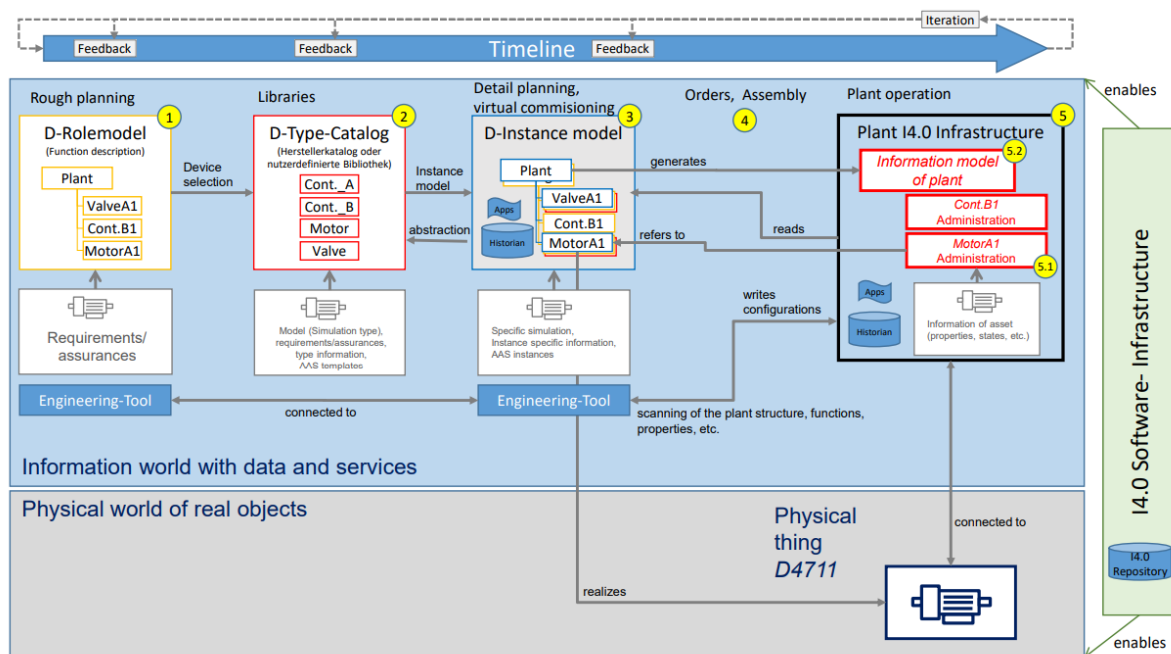 Iteration
Feedback
Feedback
Feedback
Timeline
enables
Rough planning
Libraries
Detail planning,
virtual commisioning
Orders, Assembly
Plant operation
1
D-Rolemodel
(Function description)
Plant
ValveA1
Cont.B1
MotorA1
Device
selection
2
D-Type-Catalog
(Herstellerkatalog oder
nutzerdefinierte Bibliothek)
Cont._A
Cont._B
Motor
Valve
Instance
model
abstraction
3
D-Instance model
Plant
ValveA1
Cont.B1
MotorA1
Apps
Historian
4
generates
reads
refers to
writes
configurations
5
Plant I4.0 Infrastructure
5.2
Information model
of plant
Cont.B1
Administration
MotorA1
Administration
5.1
Apps
Historian
Information of asset
(properties, states, etc.)
Requirements/
assurances
Model (Simulation type),
requirements/assurances,
type information,
AAS templates
Specific simulation,
Instance specific information,
AAS instances
Engineering-Tool
connected to
Engineering-Tool
scanning of the plant structure, functions,
properties, etc.
Information world with data and services
Physical world of real objects
Physical
thing
D4711
connected to
realizes
I4.0 Software- Infrastructure
I4.0
Repository
enables